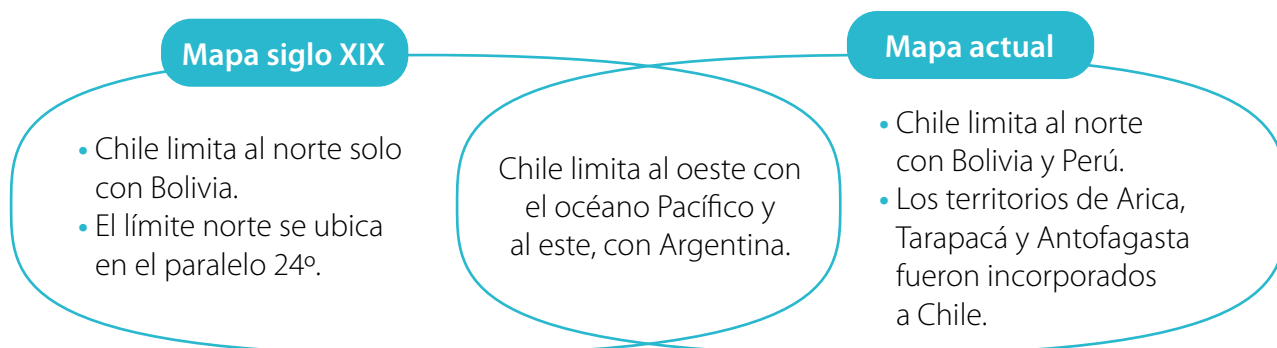 Mapa siglo XIX
• Chile limita al norte solo
con Bolivia.
• El límite norte se ubica
en el paralelo 24º.
Chile limita al oeste con
el océano Pacífico y
al este, con Argentina.
Mapa actual
• Chile limita al norte
con Bolivia y Perú.
• Los territorios de Arica,
Tarapacá y Antofagasta
fueron incorporados
a Chile.